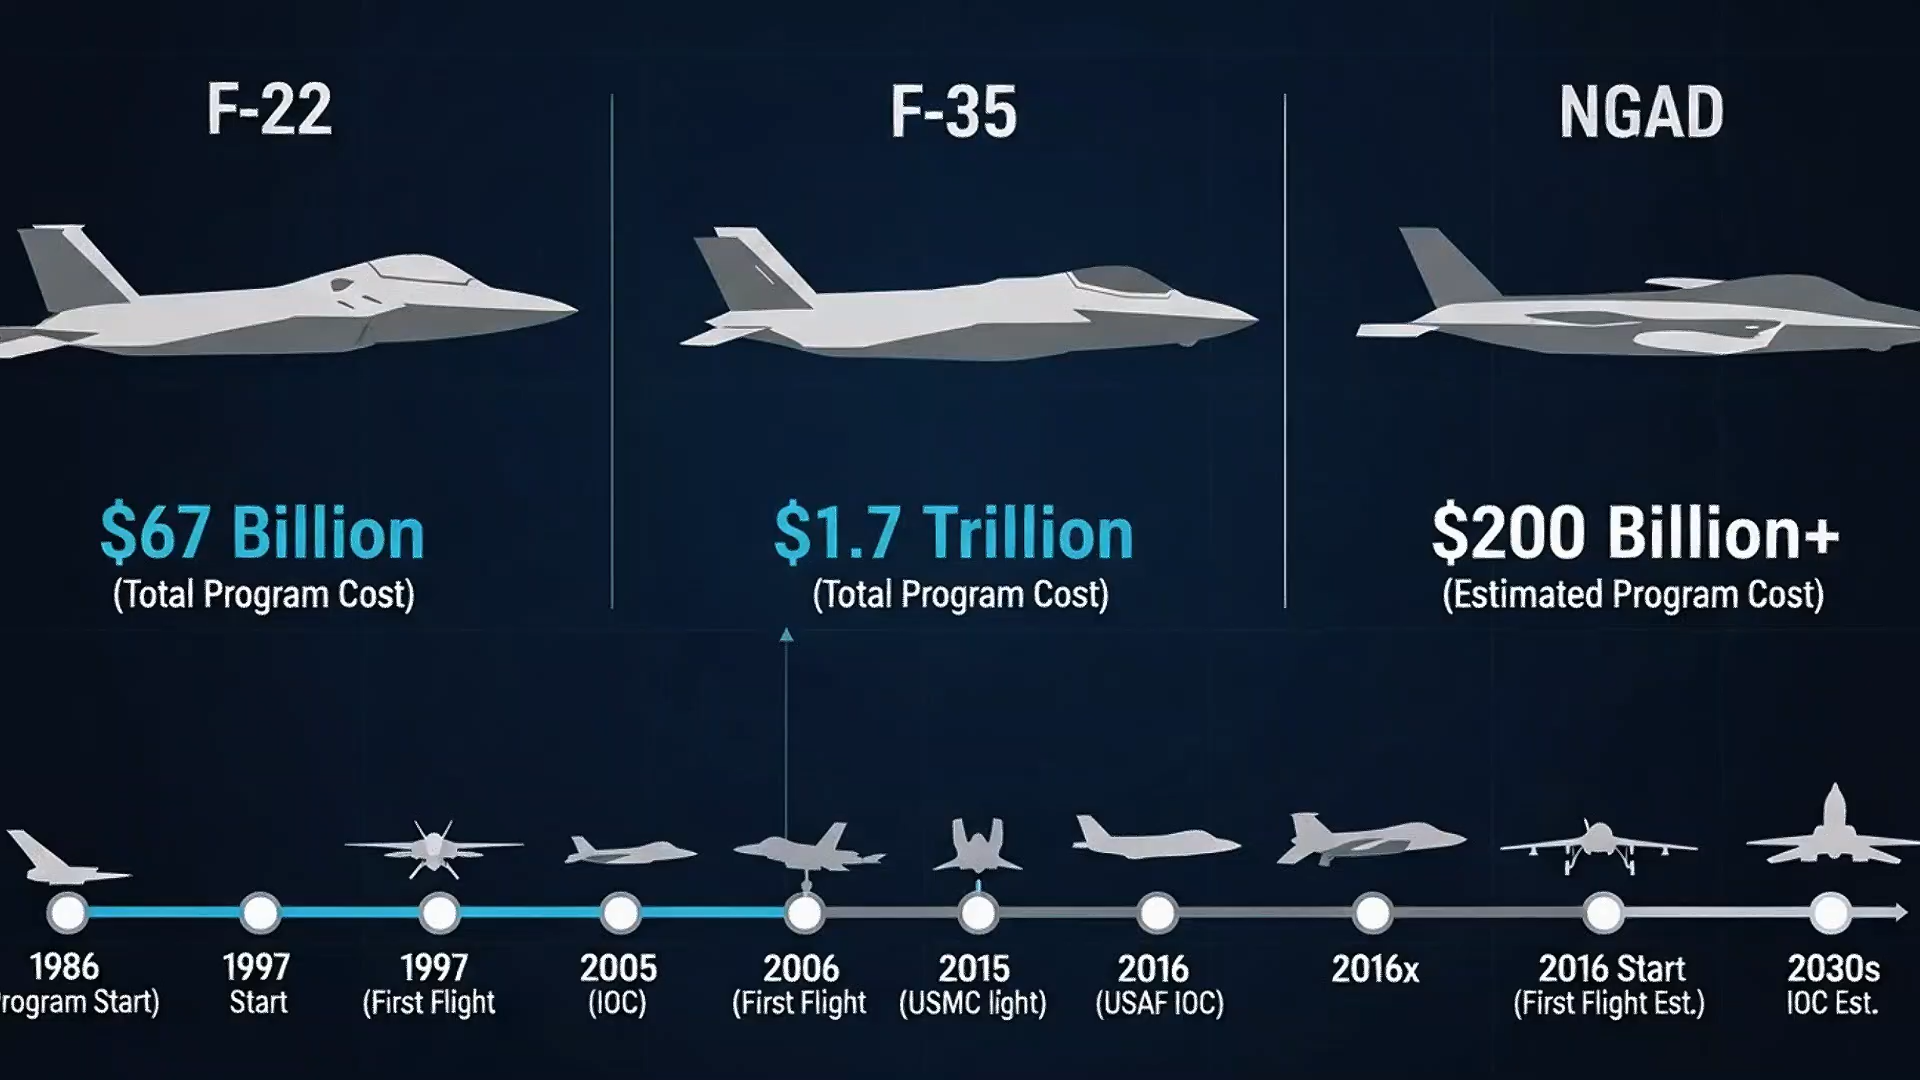 F-22
F-35
NGAD
$67 Billion
(Total Program Cost)
$1.7 Trillion
(Total Program Cost)
$200 Billion+
(Estimated Program Cost)
1986
rogram Start)
1997
Start
1997
(First Flight
2005
(IOC)
2006
(First Flight
2015
(USMC light)
2016
(USAF IOC)
2016x
2016 Start
(First Flight Est.)
2030s
IOC Est.